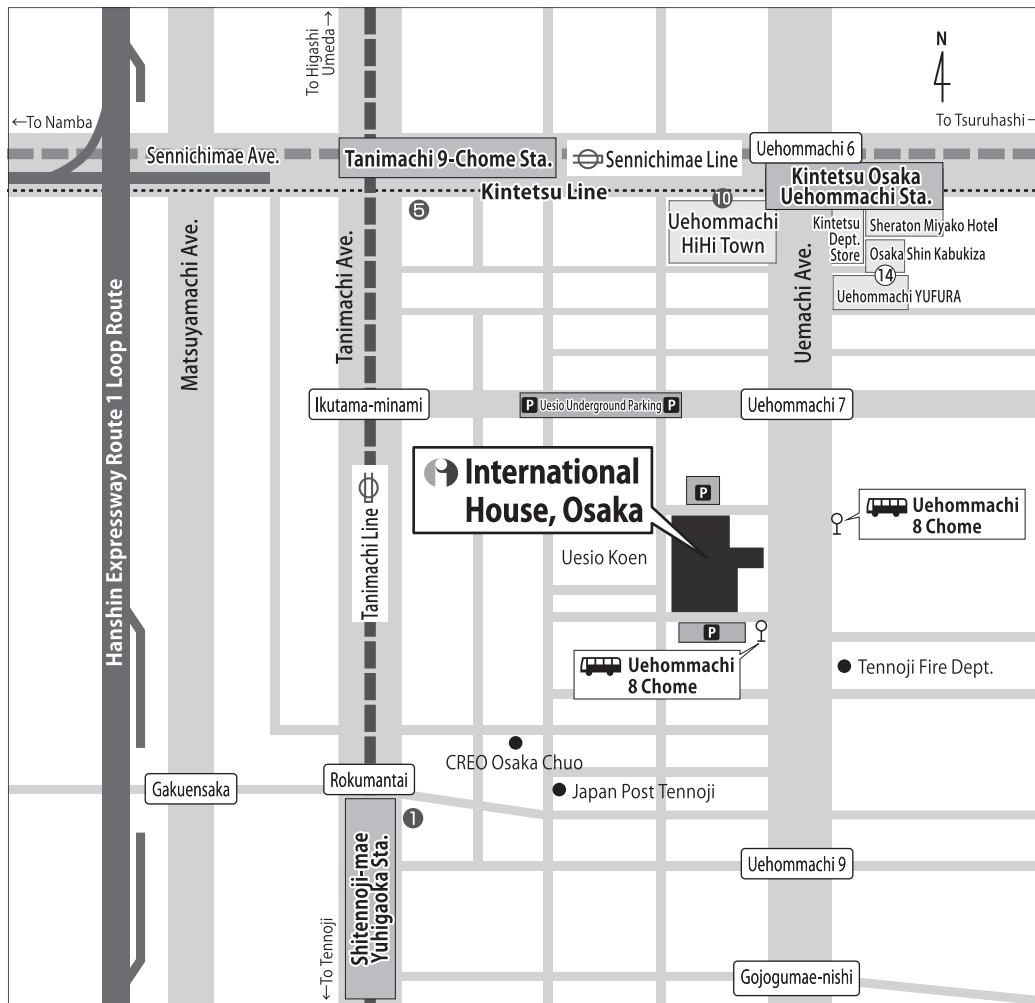 To Higashi
Umeda →
N
←To Namba
To Tsuruhashi
Sennichimae Ave.
Tanimachi 9-Chome Sta.
Sennichimae Line
Uehommachi 6
Kintetsu Osaka
Uehommachi Sta.
Kintetsu Line
5
10
Uehommachi
HiHi Town
Kintetsu
Dept.
Store
Sheraton Miyako Hotel
Osaka Shin Kabukiza
14
Uehommachi YUFURA
Hanshin Expressway Route 1 Loop Route
Matsuyamachi Ave.
Tanimachi Ave.
Uemachi Ave.
Ikutama-minami
P Uesio Underground Parking P
Uehommachi 7
International
House, Osaka
P
Tanimachi Line
Uesio Koen
Uehommachi
8 Chome
P
Uehommachi
8 Chome
Tennoji Fire Dept.
CREO Osaka Chuo
Gakuensaka
Rokumantai
Japan Post Tennoji
1
Shitennoji-mae
Yuhigaoka Sta.
Uehommachi 9
←To Tennoji
Gojogumae-nishi